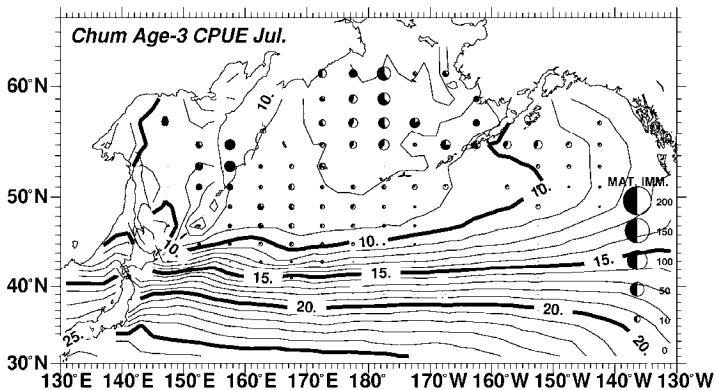 Chum Age-3 CPUE Jul.
60°N
10.
50°N
MAT. IMM.
200
10.
150
10.
10.
15.
100
15.
15.
40°N
50
20.
20.
10
25.
20.
0
30°N
130°E
140°E
150°E
160°E
170°E
180°
170°W
160°W
150°W
140°W
130°W